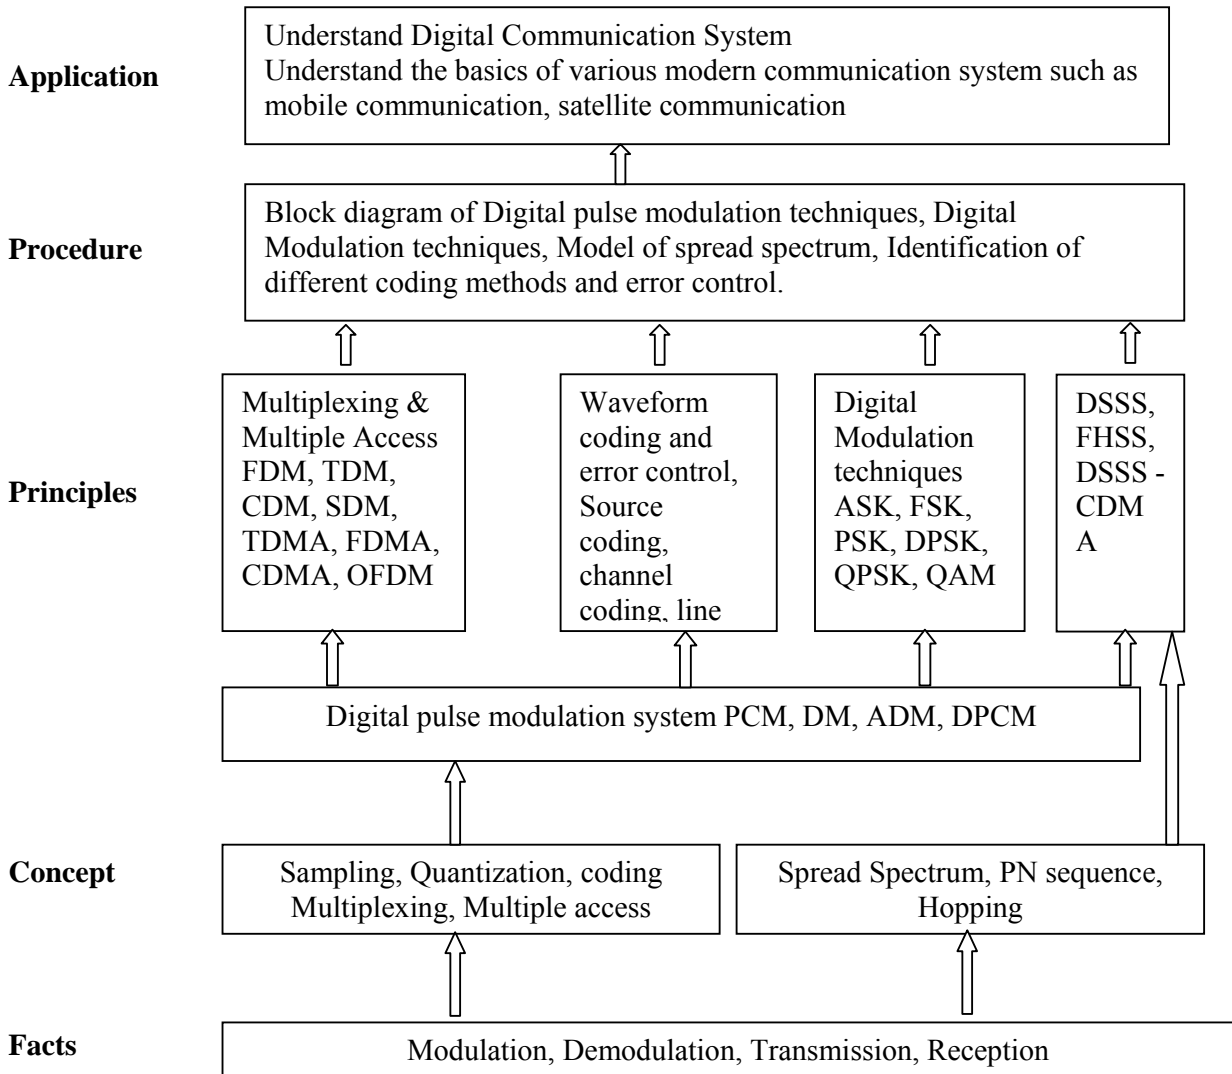 Application
Understand Digital Communication System
Understand the basics of various modern communication system such as
mobile communication, satellite communication
Procedure
Block diagram of Digital pulse modulation techniques, Digital
Modulation techniques, Model of spread spectrum, Identification of
different coding methods and error control.
Principles
Multiplexing &
Multiple Access
FDM, TDM,
CDM, SDM,
TDMA, FDMA,
CDMA, OFDM
Waveform
coding and
error control,
Source
coding,
channel
coding, line
Digital
Modulation
techniques
ASK, FSK,
PSK, DPSK,
QPSK, QAM
DSSS,
FHSS,
DSSS -
CDM
A
Digital pulse modulation system PCM, DM, ADM, DPCM
Concept
Sampling, Quantization, coding
Multiplexing, Multiple access
Spread Spectrum, PN sequence,
Hopping
Facts
Modulation, Demodulation, Transmission, Reception